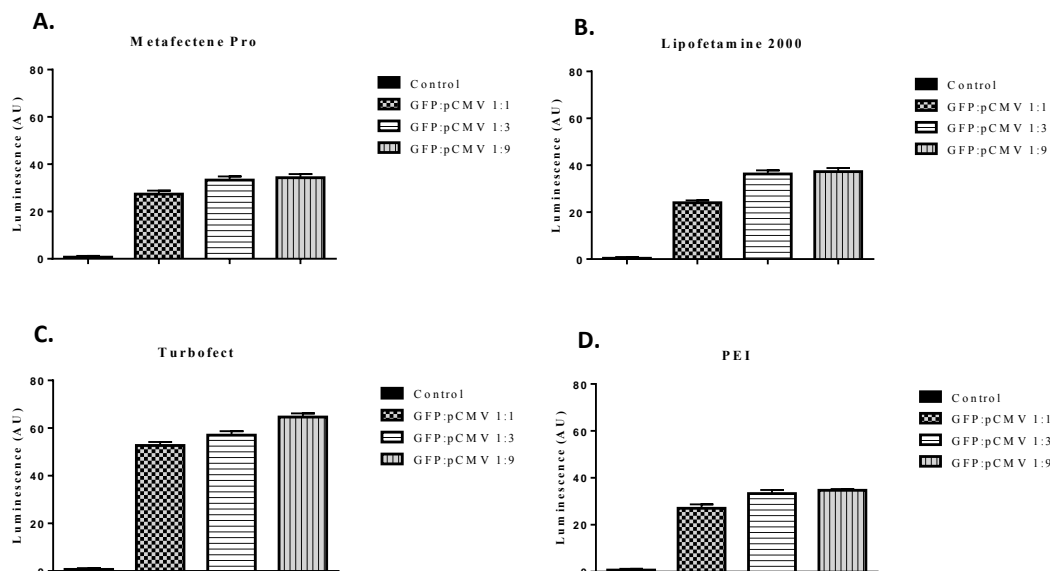 A.
Metafectene Pro
Luminescence (AU)
80
60
40
20
0
Control
GFP:pCMV 1:1
GFP:pCMV 1:3
GFP:pCMV 1:9
B.
Lipofetamine 2000
Luminescence (AU)
80
60
40
20
0
Control
GFP:pCMV 1:1
GFP:pCMV 1:3
GFP:pCMV 1:9
C.
Turbofect
Luminescence (AU)
80
60
40
20
0
Control
GFP:pCMV 1:1
GFP:pCMV 1:3
GFP:pCMV 1:9
D.
PEI
Luminescence (AU)
80
60
40
20
0
Control
GFP:pCMV 1:1
GFP:pCMV 1:3
GFP:pCMV 1:9